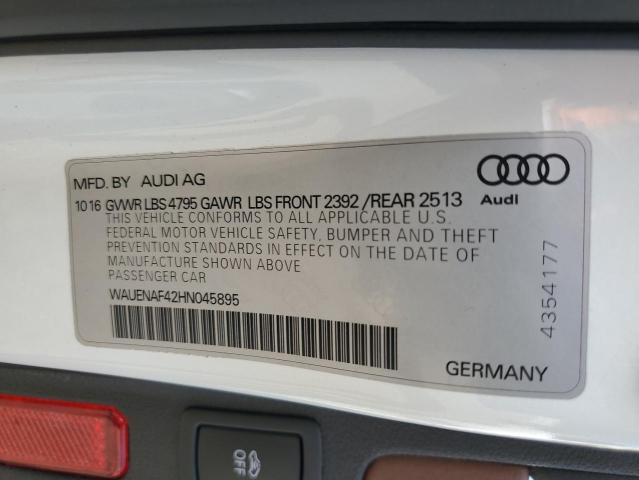 MFD. BY AUDI AG
Audi
10 16 GVWR LBS 4795 GAWR LBS FRONT 2392 /REAR 2513
THIS VEHICLE CONFORMS TO ALL APPLICABLE U.S.
FEDERAL MOTOR VEHICLE SAFETY, BUMPER AND THEFT
PREVENTION STANDARDS IN EFFECT ON THE DATE OF
MANUFACTURE SHOWN ABOVE
PASSENGER CAR
WAUENAF42HN045895
4354177
GERMANY
OFF